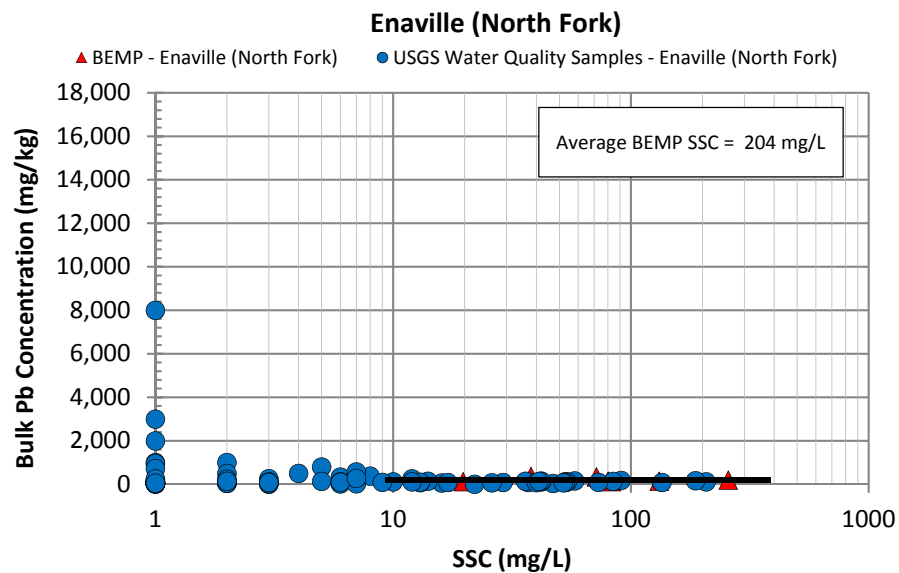 Enaville (North Fork)
BEMP - Enaville (North Fork) USGS Water Quality Samples - Enaville (North Fork)
18,000
16,000
14,000
12,000
10,000
8,000
6,000
4,000
2,000
0
Bulk Pb Concentration (mg/kg)
Average BEMP SSC = 204 mg/L
1 10 100 1000
SSC (mg/L)